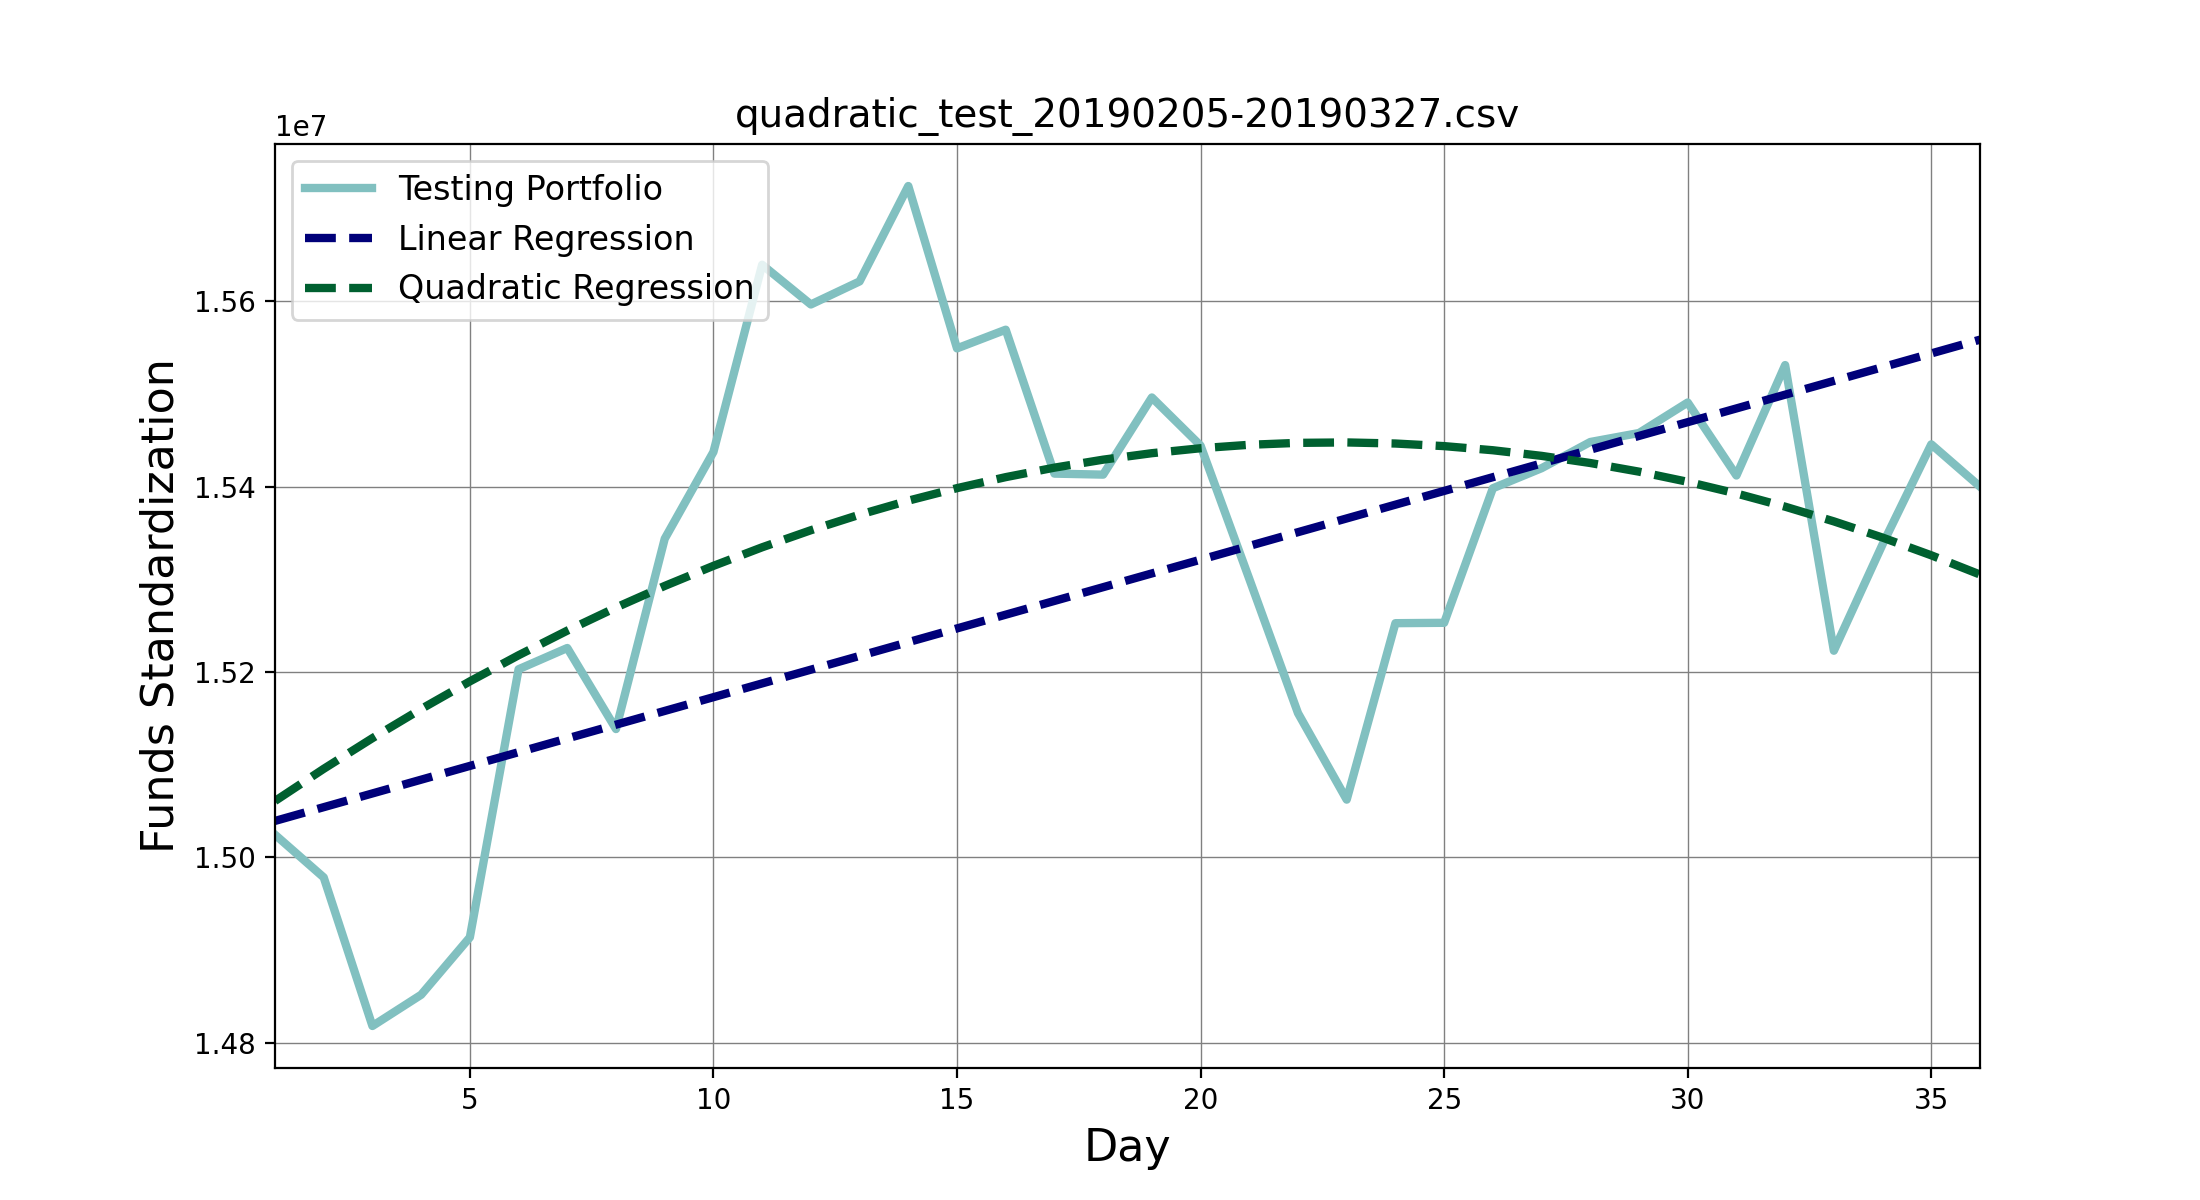 quadratic_test_20190205-20190327.csv
1e7
Testing Portfolio
Linear Regression
Quadratic Regression
1.56
1.54
1.52
1.50
1.48
Funds Standardization
5 10 15 20 25 30 35
Day